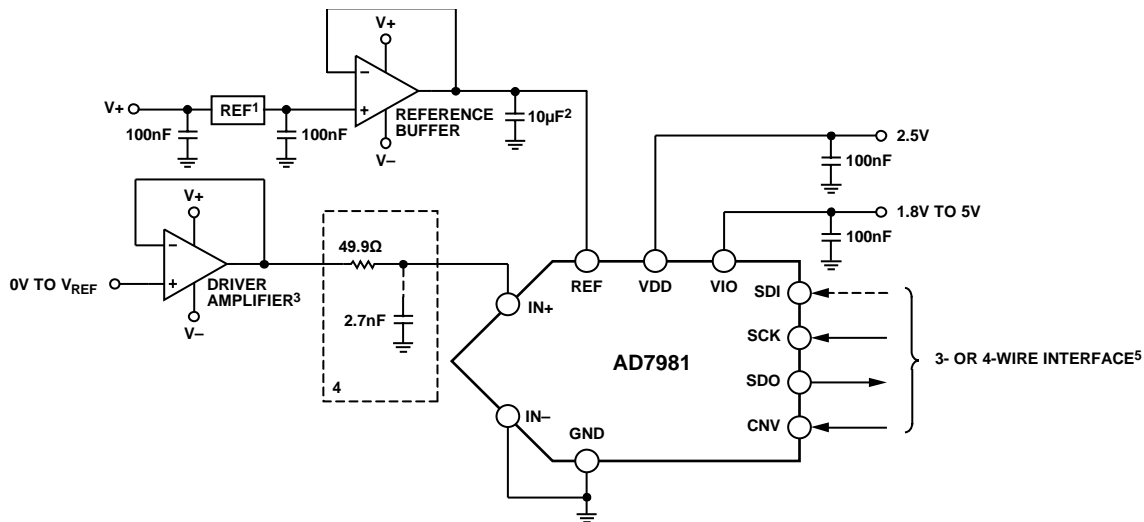 V+
V+
REF1
−
+
REFERENCE
BUFFER
100nF
100nF
V−
10µF2
2.5V
100nF
1.8V TO 5V
100nF
V+
−
+
0V TO VREF
DRIVER
AMPLIFIER3
V−
49.9Ω
2.7nF
4
REF
VDD
VIO
IN+
SDI
SCK
AD7981
SDO
3- OR 4-WIRE INTERFACE5
IN−
GND
CNV